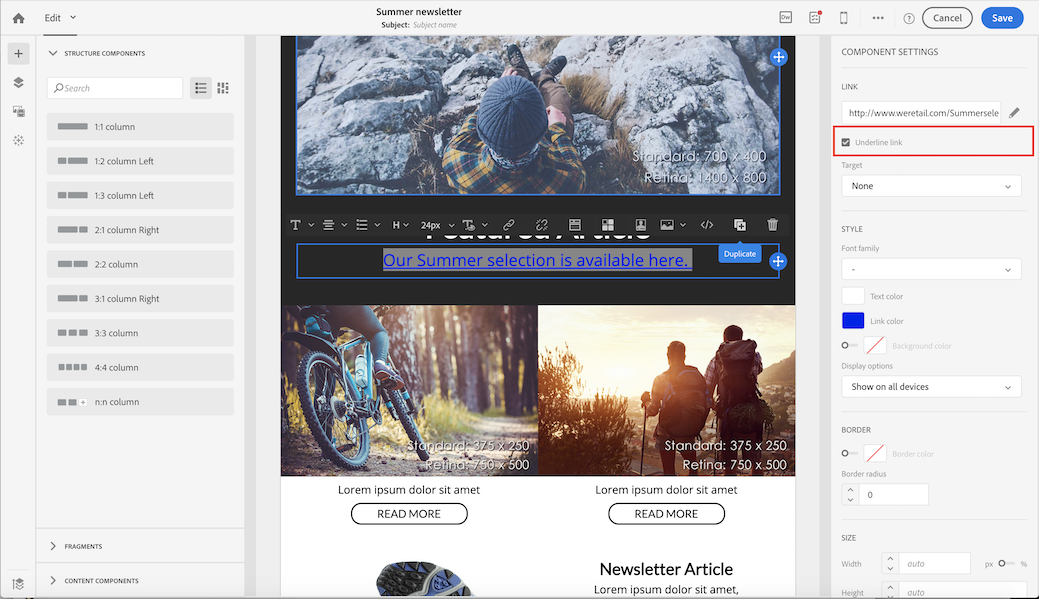 Edit
Summer newsletter
Subject: Subject name
Dw
Cancel
Save
STRUCTURE COMPONENTS
Search
1:1 column
1:2 column Left
1:3 column Left
2:1 column Right
2:2 column
3:1 column Right
3:3 column
4:4 column
n:n column
FRAGMENTS
CONTENT COMPONENTS
Standard: 700 x 400
Retina: 1400 x 800
T
H
24px
Featured Article
Duplicate
Our Summer selection is available here.
Standard: 375 x 250
Retina: 750 x 500
Standard: 375 x 250
Retina: 750 x 500
Lorem ipsum dolor sit amet
READ MORE
Lorem ipsum dolor sit amet
READ MORE
Newsletter Article
Lorem ipsum dolor sit amet,
COMPONENT SETTINGS
LINK
http://www.weretail.com/Summersele
Underline link
Target
None
STYLE
Font family
-
Text color
Link color
Background color
Display options
Show on all devices
BORDER
Border color
Border radius
0
SIZE
Width
auto
px
%
Height
auto